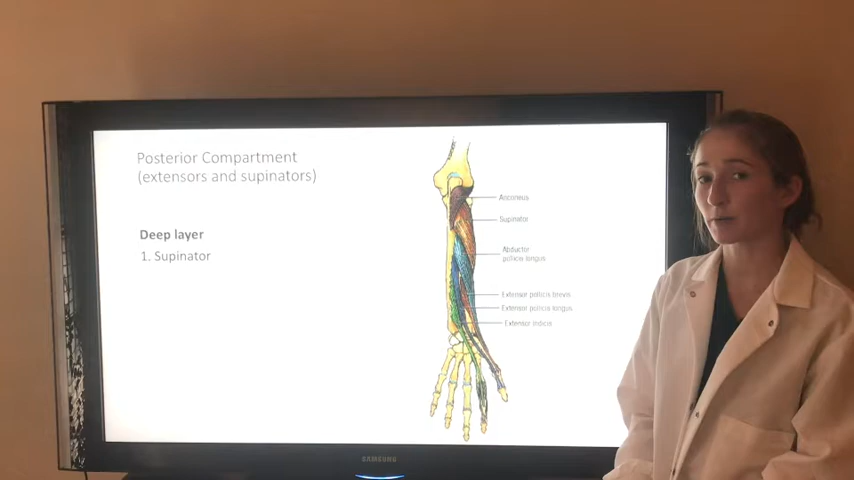 Posterior Compartment
(extensors and supinators)
Deep layer
1. Supinator
Anconeus
Supinator
Abductor
pollicis longus
Extensor pollicis brevis
Extensor pollicis longus
Extensor indicis
SAMSUNG